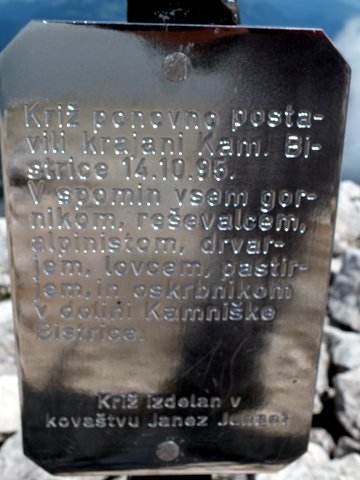 Križ ponovno posta-
vili krajani Kam. Bi-
strice 14.10.95.
V spomin vsem gor-
nikom, reševalcem,
alpinistom, drvar-
jem, lovcem, pastir-
jem, in oskrbnikom
v dolini Kamniške
Bistrice.
Križ izdelan v
kovaštvu Janez